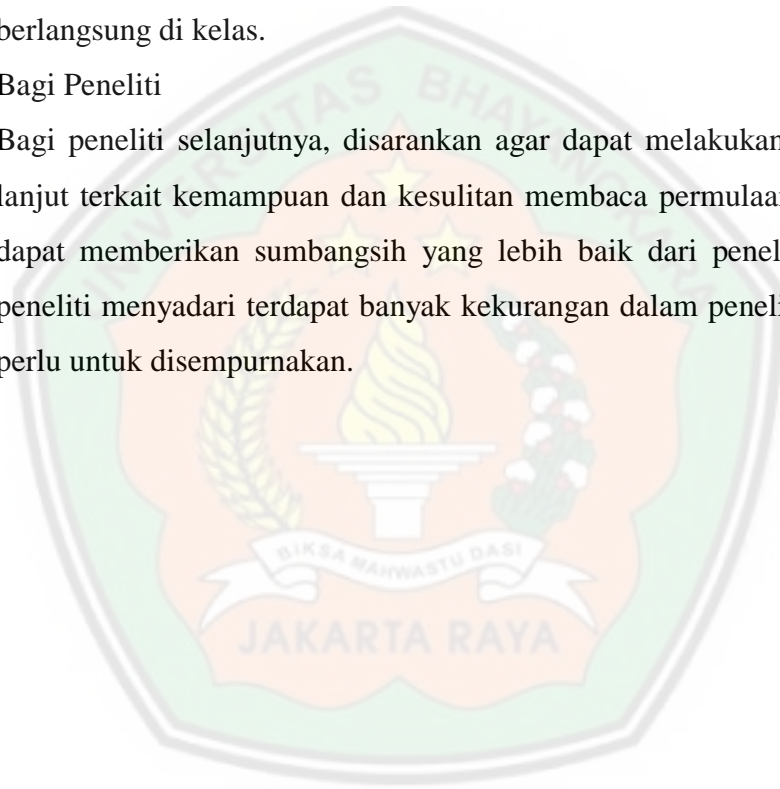 berlangsung di kelas.
Bagi Peneliti
Bagi peneliti selanjutnya, disarankan agar dapat melakukan
lanjut terkait kemampuan dan kesulitan membaca permulaan
dapat memberikan sumbangsih yang lebih baik dari penel
peneliti menyadari terdapat banyak kekurangan dalam peneli
perlu untuk disempurnakan.
UNIVERSITAS BHAYANGKARA
BIKSA MAHWASTU DASI
JAKARTA RAYA